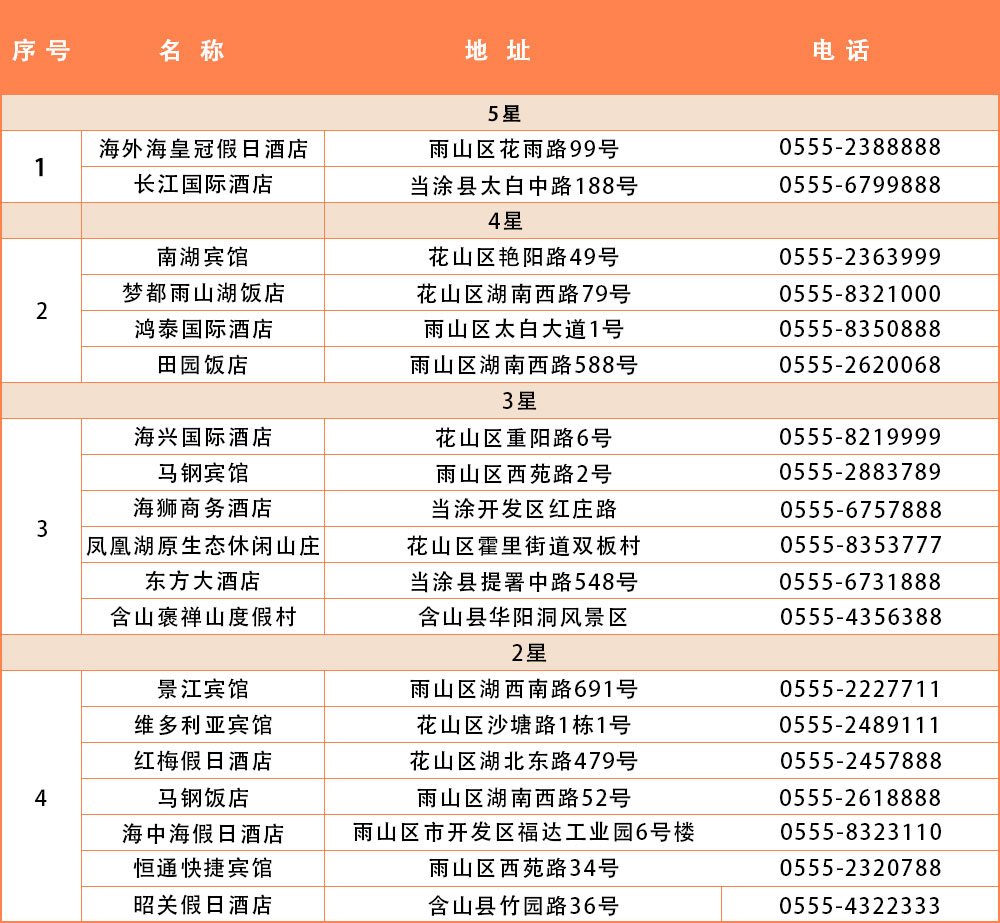 序号 名称 地址 电话
5星
1
海外海皇冠假日酒店 雨山区花雨路99号 0555-2388888
长江国际酒店 当涂县太白中路188号 0555-6799888
4星
2
南湖宾馆 花山区艳阳路49号 0555-2363999
梦都雨山湖饭店 花山区湖南西路79号 0555-8321000
鸿泰国际酒店 雨山区太白大道1号 0555-8350888
田园饭店 雨山区湖南西路588号 0555-2620068
3星
3
海兴国际酒店 花山区重阳路6号 0555-8219999
马钢宾馆 雨山区西苑路2号 0555-2883789
海狮商务酒店 当涂开发区红庄路 0555-6757888
凤凰湖原生态休闲山庄 花山区霍里街道双板村 0555-8353777
东方大酒店 当涂县提署中路548号 0555-6731888
含山褒禅山度假村 含山县华阳洞风景区 0555-4356388
2星
4
景江宾馆 雨山区湖西南路691号 0555-2227711
维多利亚宾馆 花山区沙塘路1栋1号 0555-2489111
红梅假日酒店 花山区湖北东路479号 0555-2457888
马钢饭店 雨山区湖南西路52号 0555-2618888
海中海假日酒店 雨山区市开发区福达工业园6号楼 0555-8323110
恒通快捷宾馆 雨山区西苑路34号 0555-2320788
昭关假日酒店 含山县竹园路36号 0555-4322333